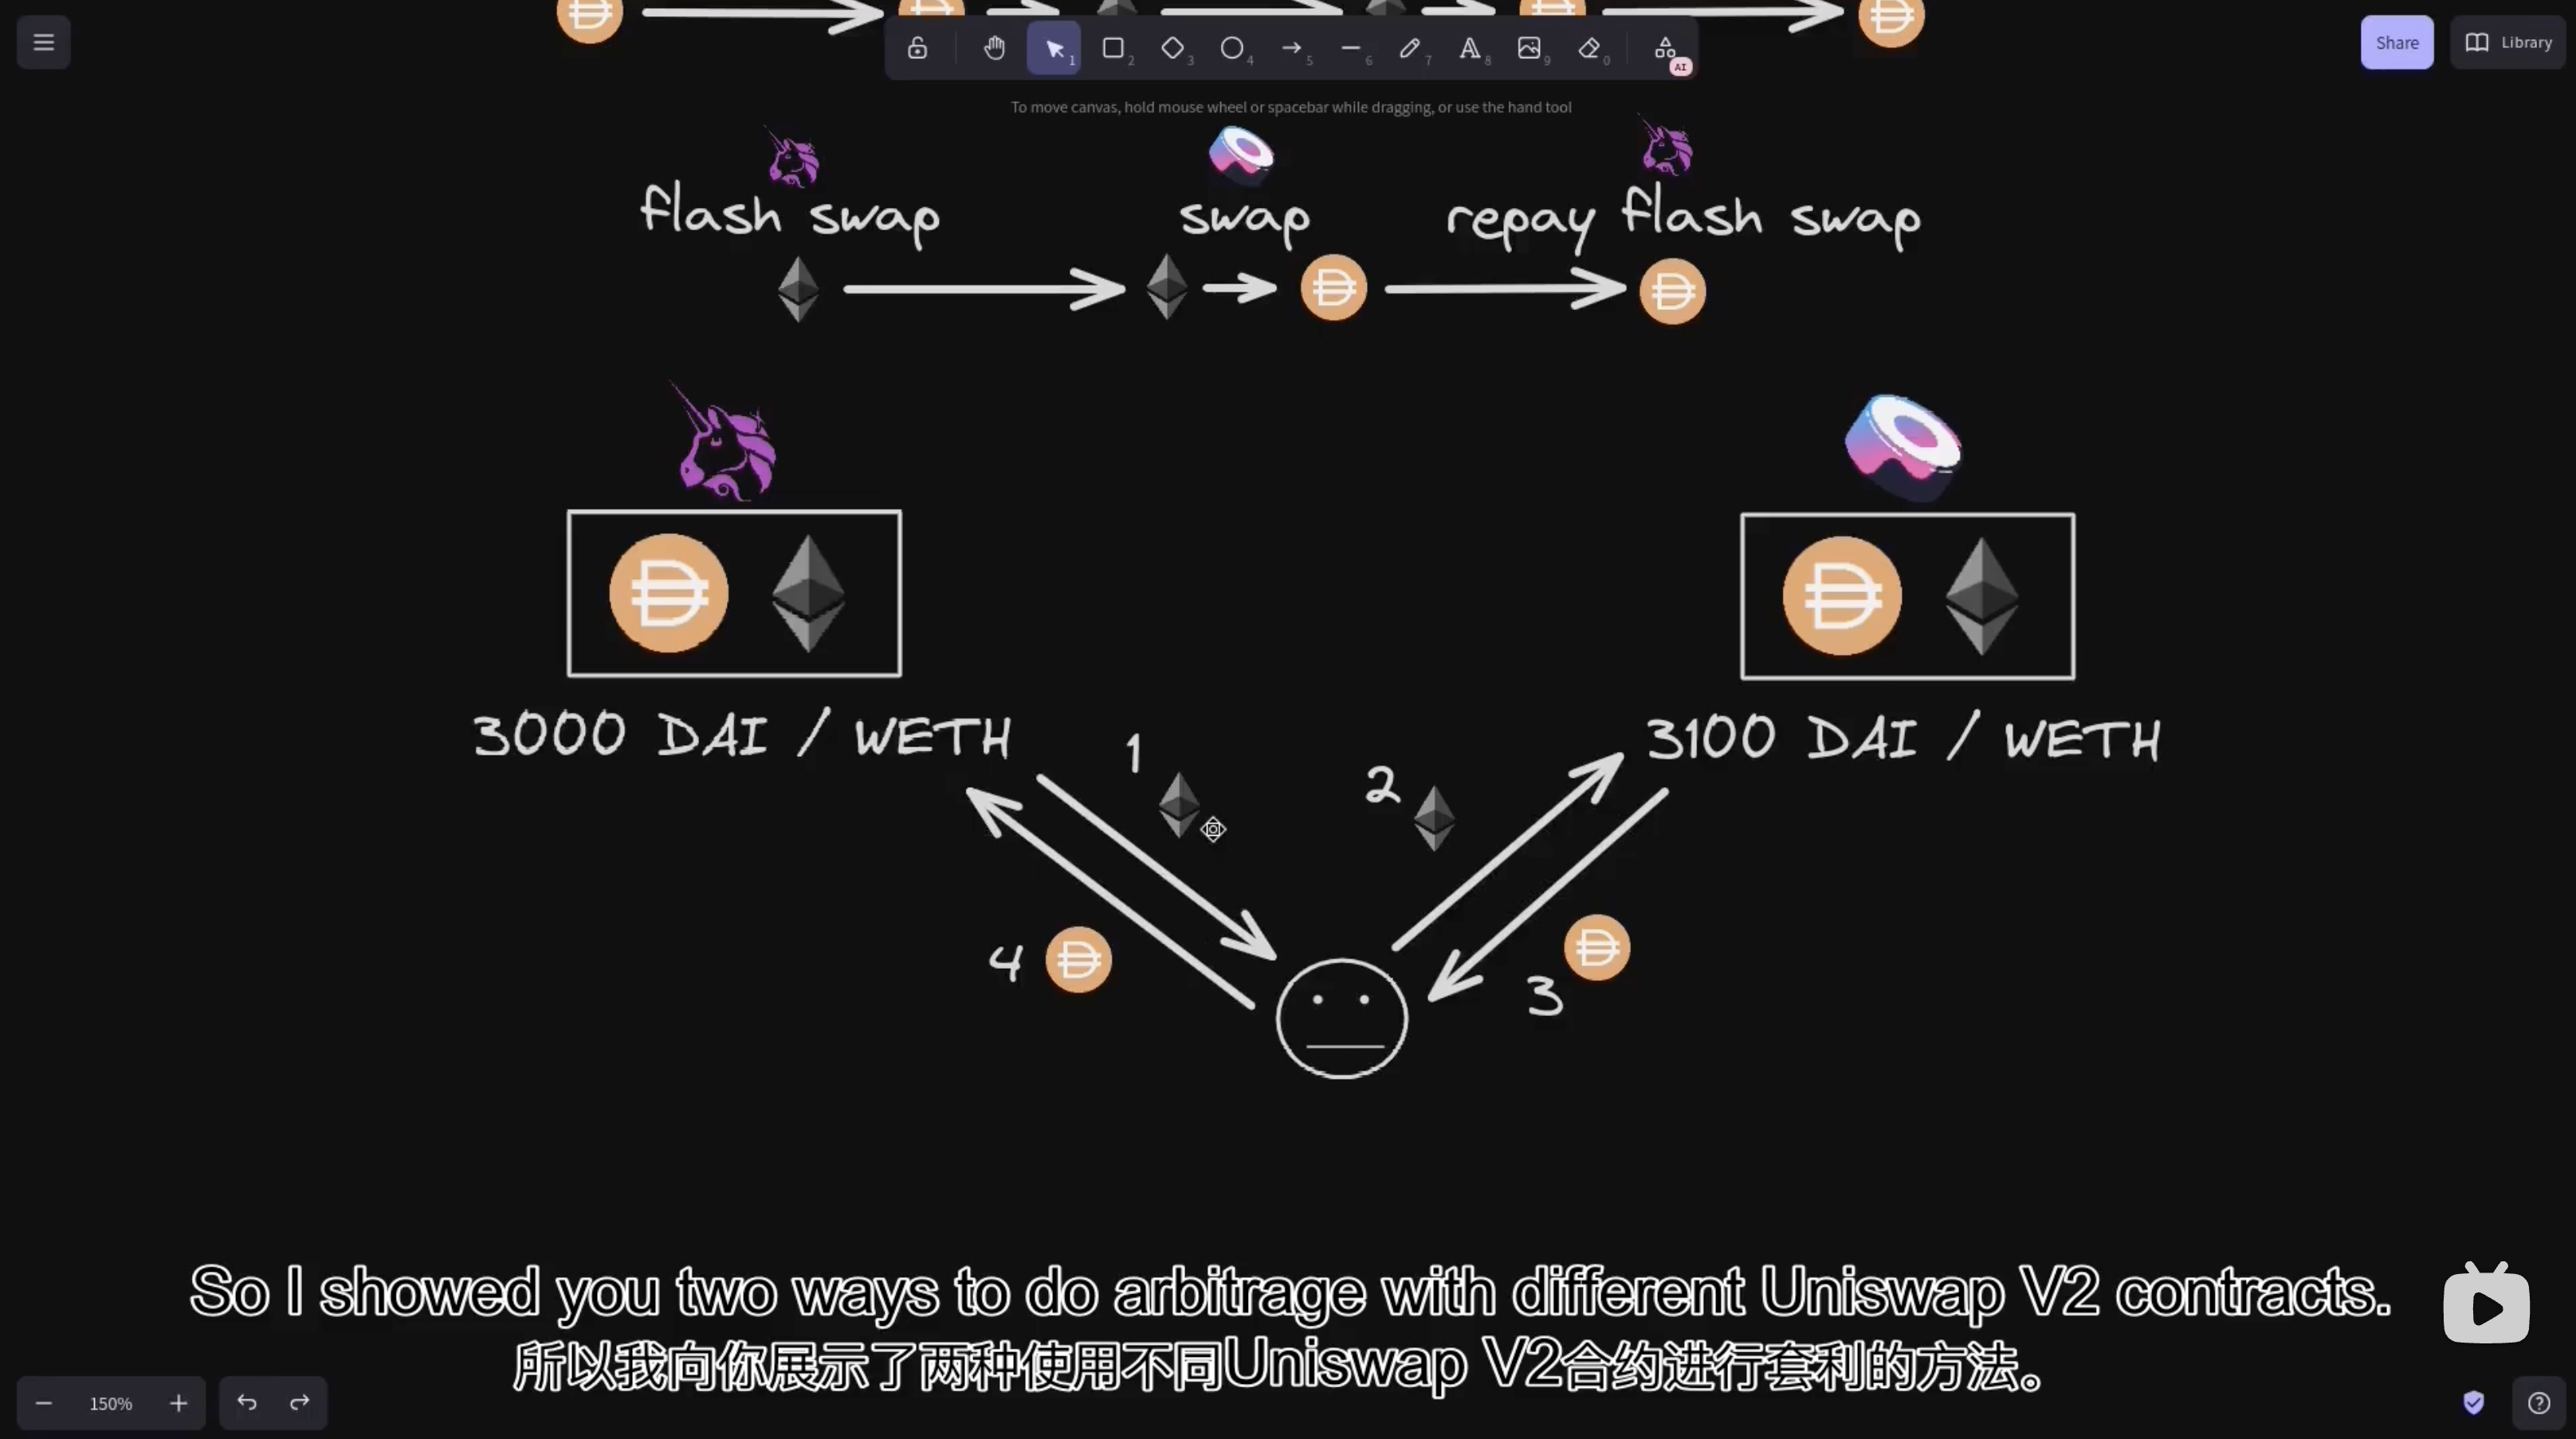 Share
Library
1
2
3
4
5
6
7
8
9
0
AI
To move canvas, hold mouse wheel or spacebar while dragging, or use the hand tool
flash swap
swap
repay flash swap
3000 DAI / WETH
3100 DAI / WETH
1
2
4
3
So I showed you two ways to do arbitrage with different Uniswap V2 contracts.
所以我向你展示了两种使用不同Uniswap V2合约进行套利的方法。
150%